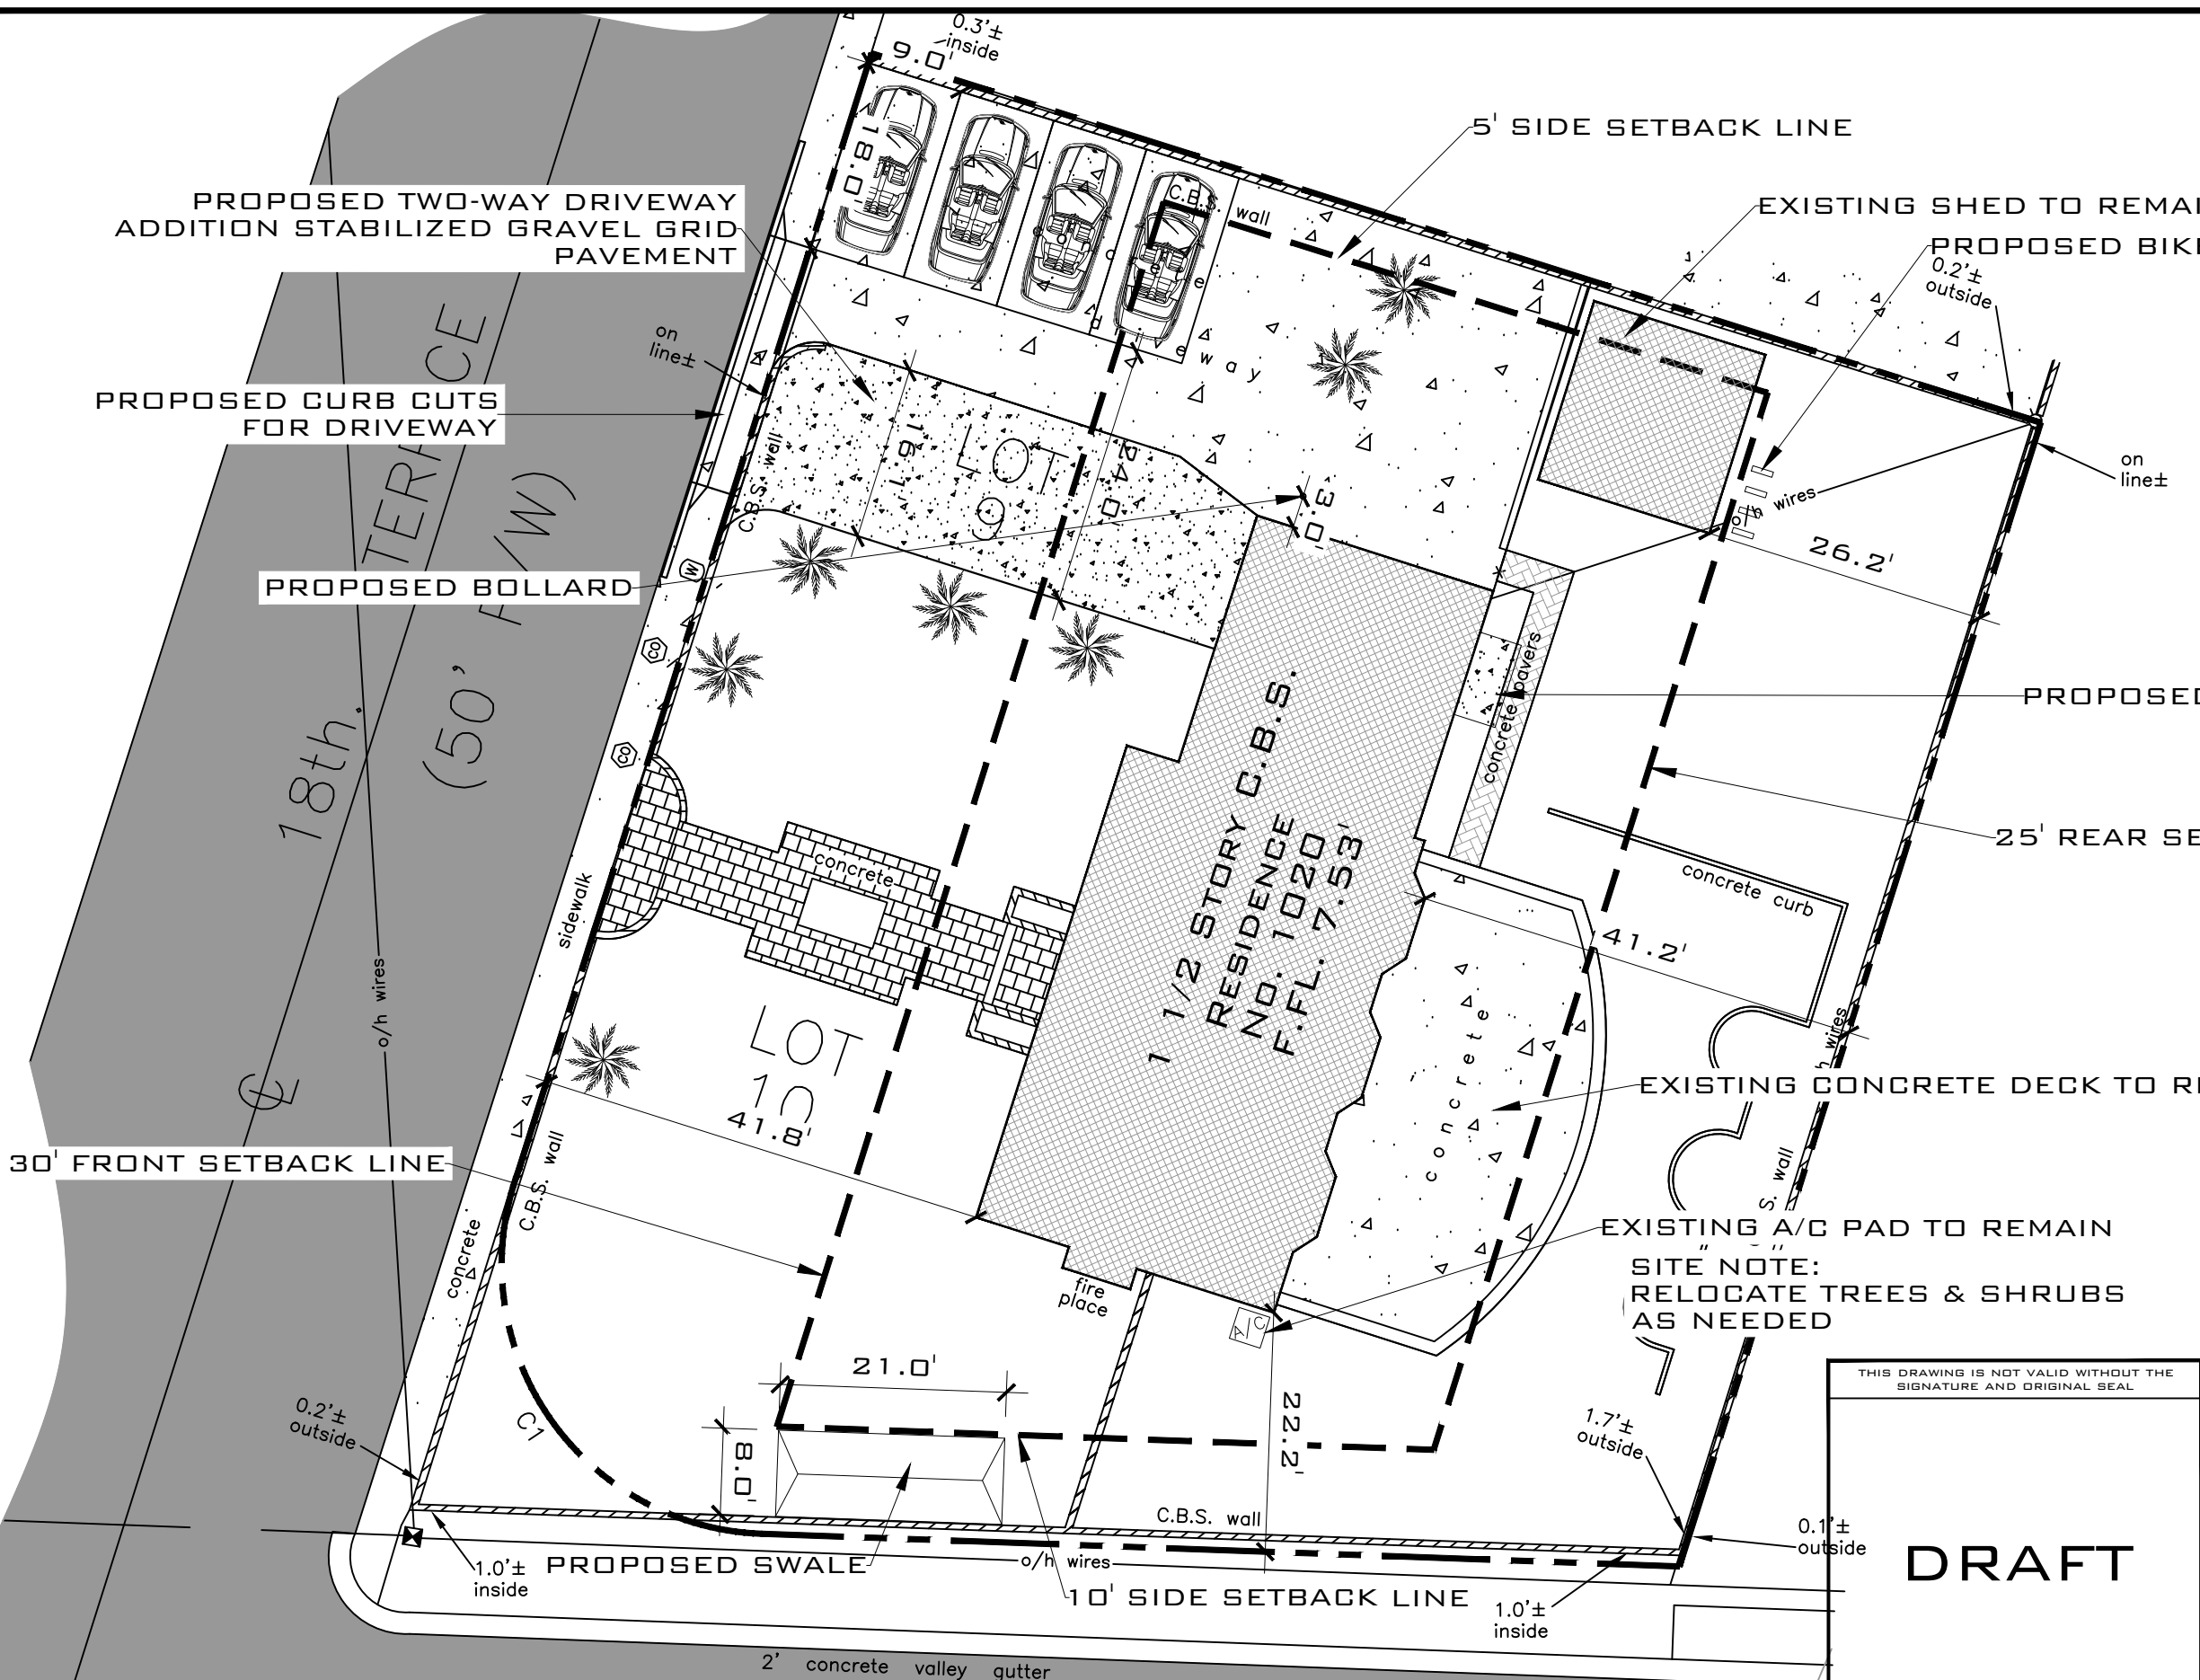 0.3'±
inside
9.0'
18.0'
5' SIDE SETBACK LINE
PROPOSED TWO-WAY DRIVEWAY
ADDITION STABILIZED GRAVEL GRID
PAVEMENT
C.B.S. wall
EXISTING SHED TO REMAI
PROPOSED BIKE
0.2'±
outside
on
line±
PROPOSED CURB CUTS
FOR DRIVEWAY
C.B.S. wall
16.1'
LOT
9
24.0'
3.0'
on
line±
o/h wires
26.2'
PROPOSED BOLLARD
W
CO
CO
18th. TERRACE
(50' R/W)
concrete pavers
PROPOSED
1 1/2 STORY C.B.S.
RESIDENCE
NO. 1020
F.FL. 7.53'
25' REAR SE
concrete curb
concrete
sidewalk
41.2'
o/h wires
LOT
10
41.8'
concrete
wires
EXISTING CONCRETE DECK TO RE
30' FRONT SETBACK LINE
C.B.S. wall
S. wall
concrete
EXISTING A/C PAD TO REMAIN
SITE NOTE:
RELOCATE TREES & SHRUBS
AS NEEDED
fire
place
A/C
21.0'
8.0'
22.2'
C1
0.2'±
outside
1.7'±
outside
THIS DRAWING IS NOT VALID WITHOUT THE
SIGNATURE AND ORIGINAL SEAL
C.B.S. wall
0.1'±
outside
DRAFT
1.0'±
inside
PROPOSED SWALE
o/h wires
10' SIDE SETBACK LINE
1.0'±
inside
2' concrete valley gutter